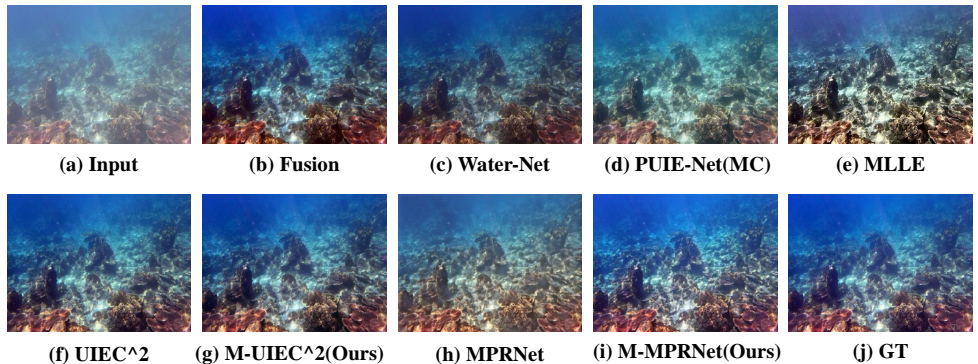 (a) Input
(b) Fusion
(c) Water-Net
(d) PUIE-Net(MC)
(e) MLLE
(f) UIEC^2
(g) M-UIEC^2(Ours)
(h) MPRNet
(i) M-MPRNet(Ours)
(j) GT